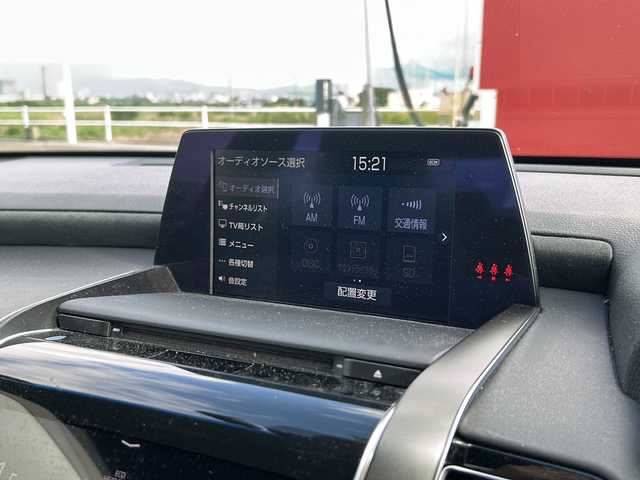 オーディオソース選択
15:21
オーディオ選択
チャンネルリスト
TV局リスト
メニュー
各種切替
音設定
AM
FM
交通情報
DISC
SD
配置変更